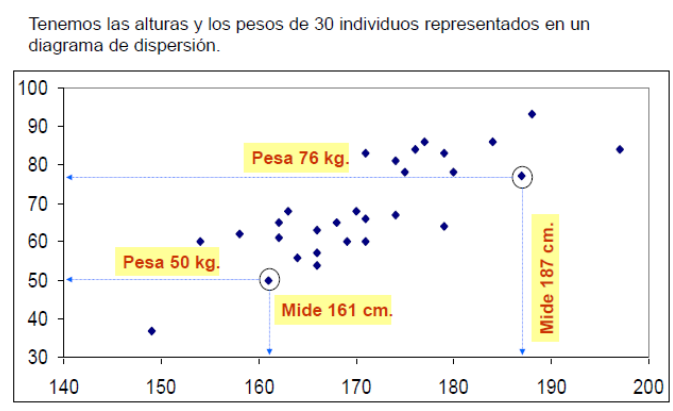 Tenemos las alturas y los pesos de 30 individuos representados en un
diagrama de dispersión.
100
90
80
70
60
50
40
30
Pesa 76 kg.
Pesa 50 kg.
Mide 161 cm.
Mide 187 cm.
140 150 160 170 180 190 200